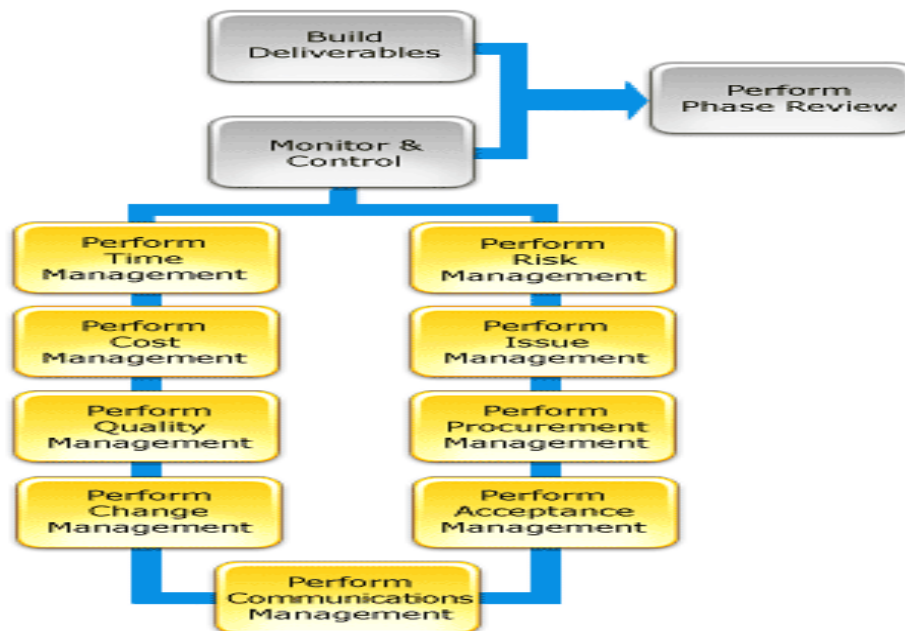 Build
Deliverables
Perform
Phase Review
Monitor &
Control
Perform
Time
Management
Perform
Risk
Management
Perform
Cost
Management
Perform
Issue
Management
Perform
Quality
Management
Perform
Procurement
Management
Perform
Change
Management
Perform
Acceptance
Management
Perform
Communications
Management